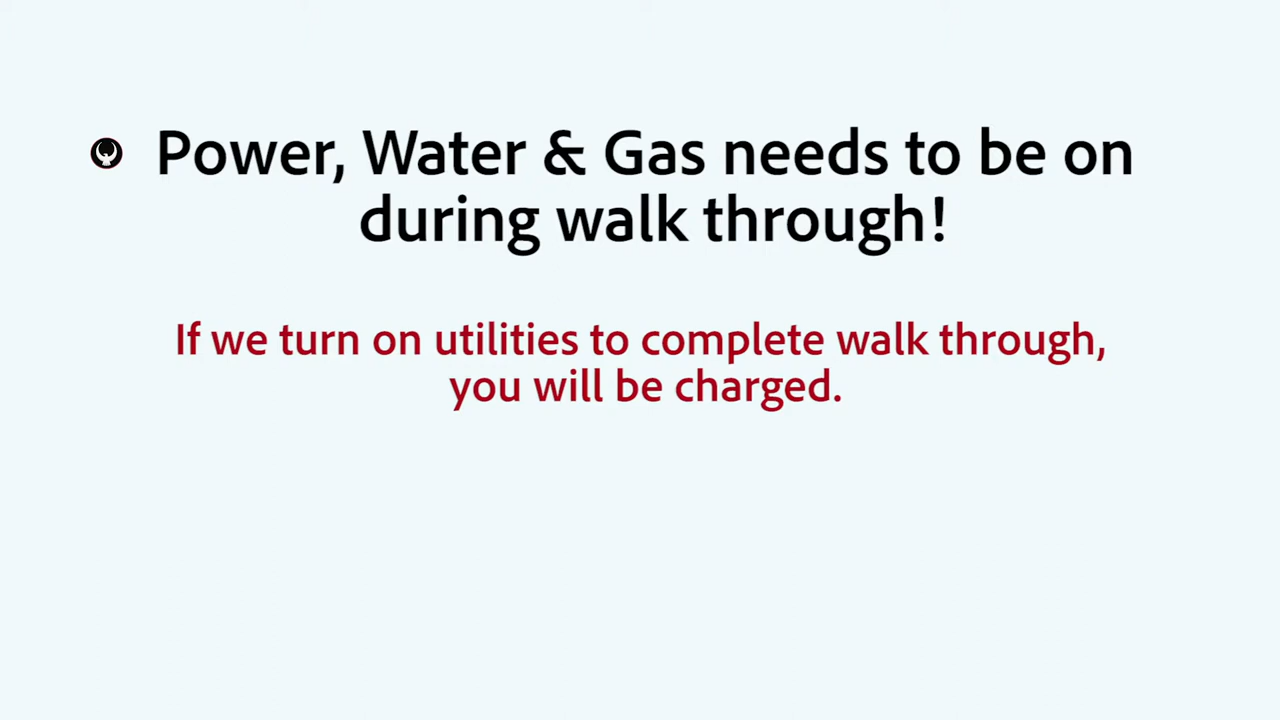 Power, Water & Gas needs to be on
during walk through!
If we turn on utilities to complete walk through,
you will be charged.